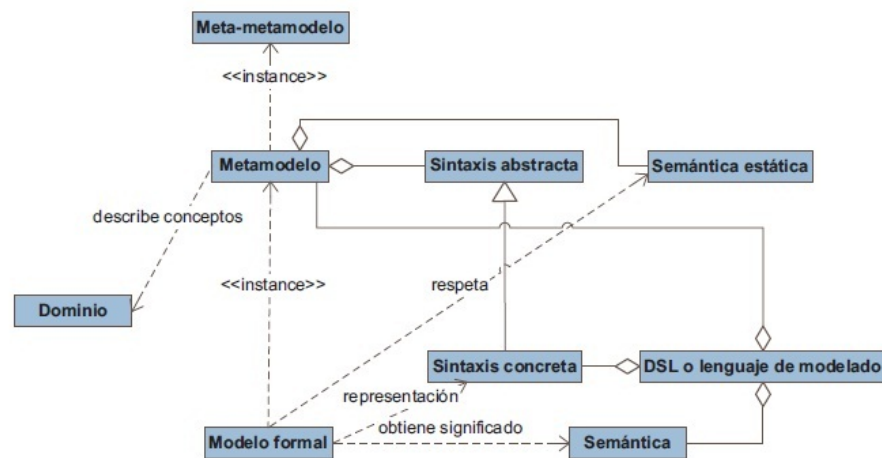 Meta-metamodelo
<<instance>>
Metamodelo
Sintaxis abstracta
Semántica estática
describe conceptos
<<instance>>
respeta
Dominio
Sintaxis concreta
DSL o lenguaje de modelado
representación
obtiene significado
Modelo formal
Semántica